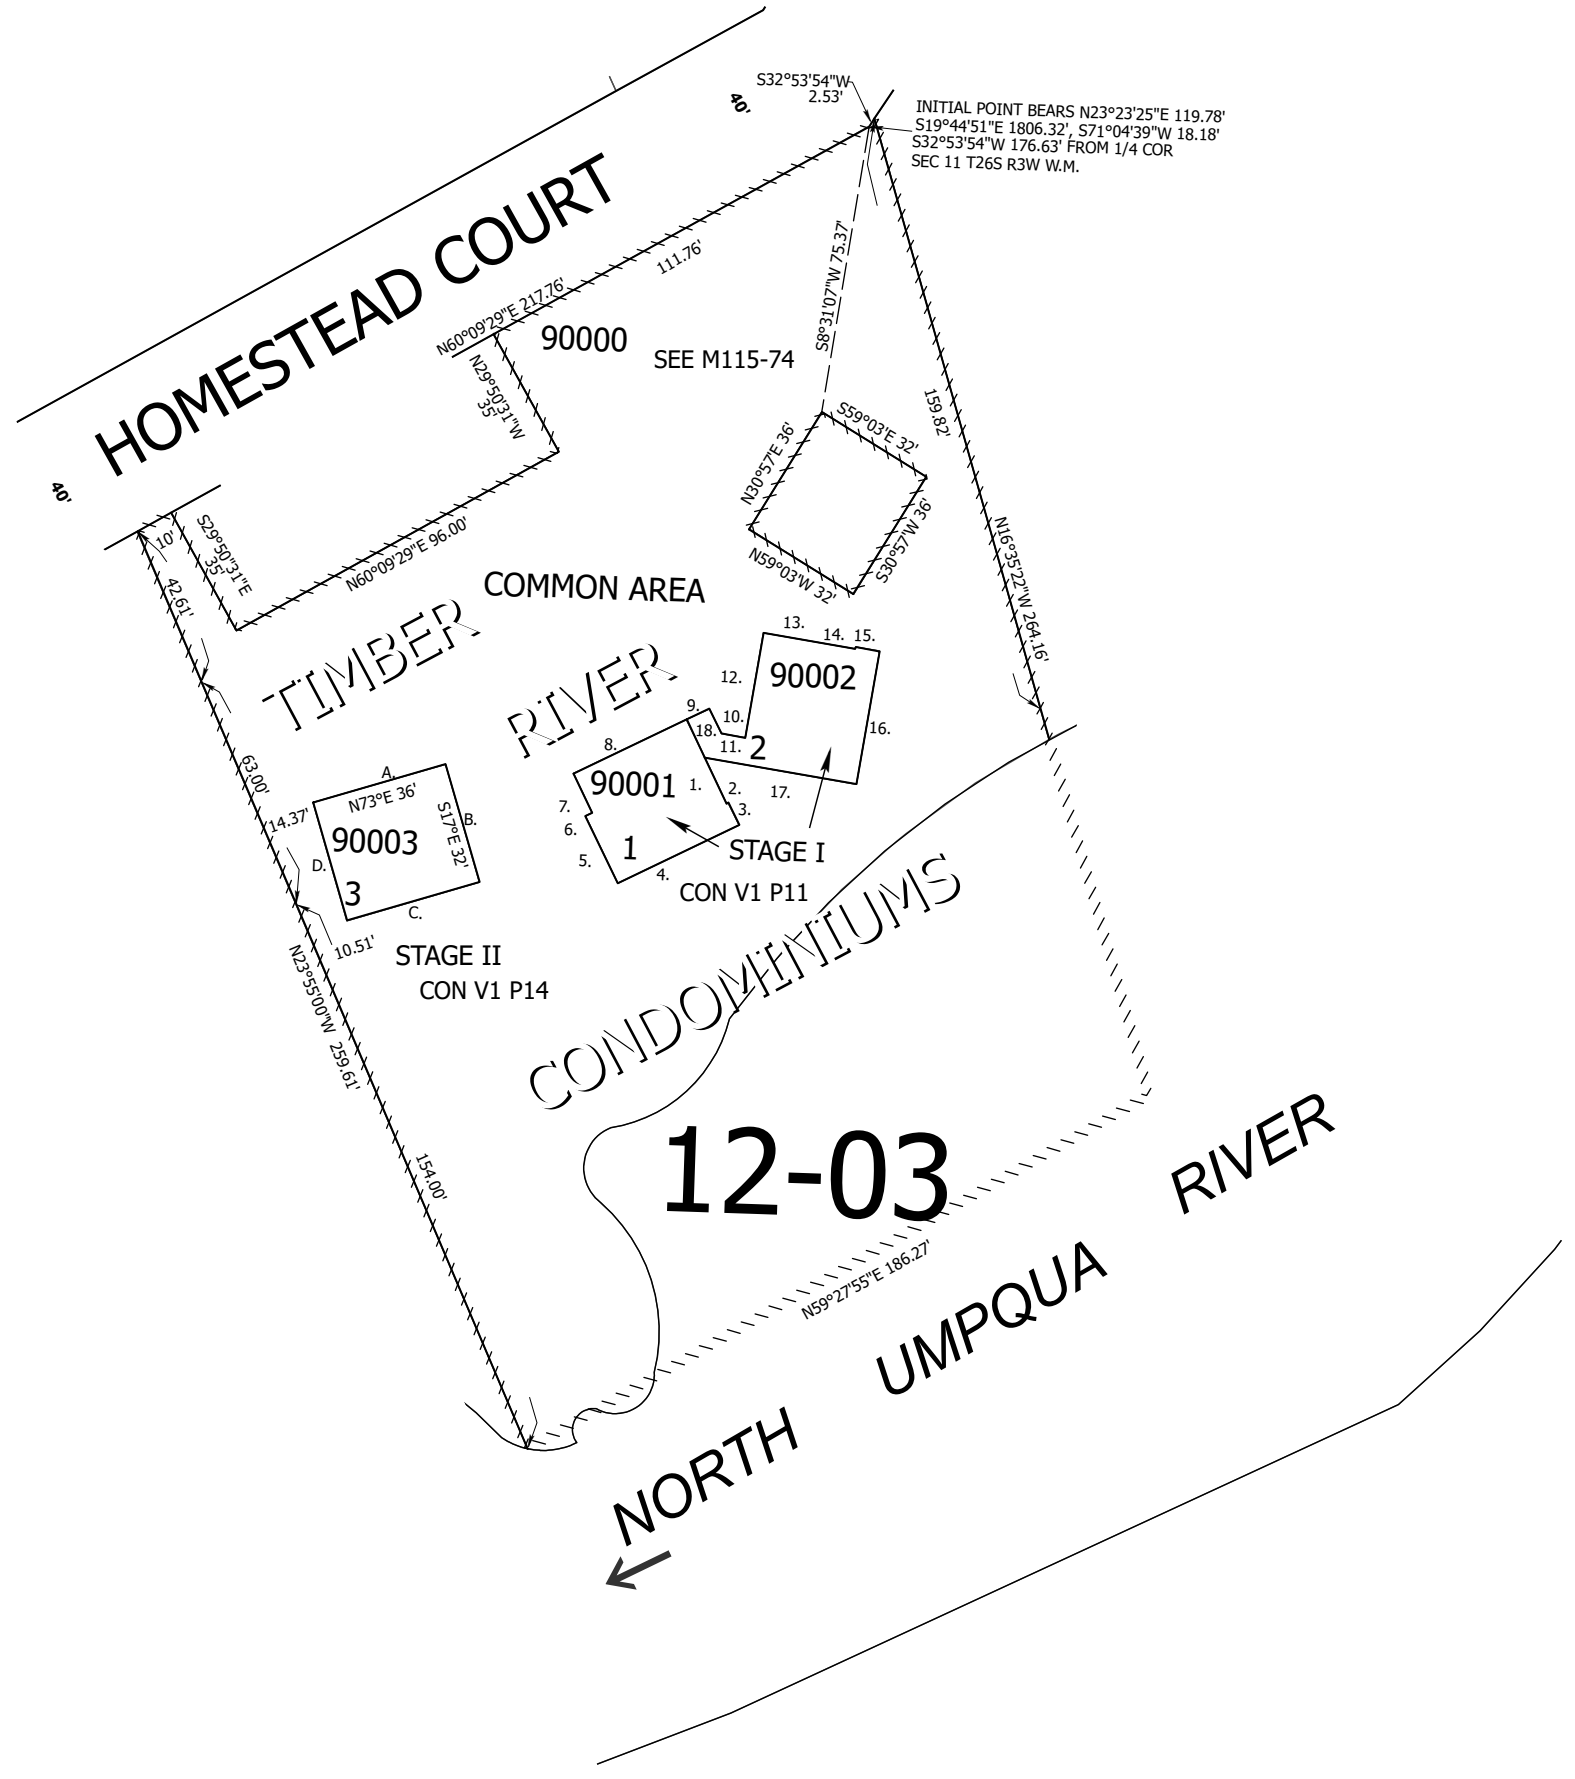 S32°53'54"W
2.53'
40'
INITIAL POINT BEARS N23°23'25"E 119.78'
S19°44'51"E 1806.32', S71°04'39"W 18.18'
S32°53'54"W 176.63' FROM 1/4 COR
SEC 11 T26S R3W W.M.
HOMESTEAD COURT
111.76'
N60°09'29"E 217.76'
S8°31'07"W 75.37'
90000
SEE M115-74
N29°50'31"W
35'
159.82'
S59°03'E 32'
N30°57'E 36'
S30°57'W 36'
N59°03'W 32'
40'
10'
S29°50'31"E
35'
N60°09'29"E 96.00'
N16°35'22"W 264.16'
42.61'
COMMON AREA
TIMBER
RIVER
13.
14.
15.
90002
12.
9.
10.
18.
16.
11.
2
8.
90001
1.
2.
17.
3.
7.
6.
5.
1
4.
STAGE I
CON V1 P11
63.00'
A.
N73°E 36'
S17°E 32'
B.
14.37'
90003
D.
3
C.
10.51'
STAGE II
CON V1 P14
N23°55'00"W 259.61'
CONDOMINIUMS
154.00'
12-03
N59°27'55"E 186.27'
NORTH UMPQUA RIVER